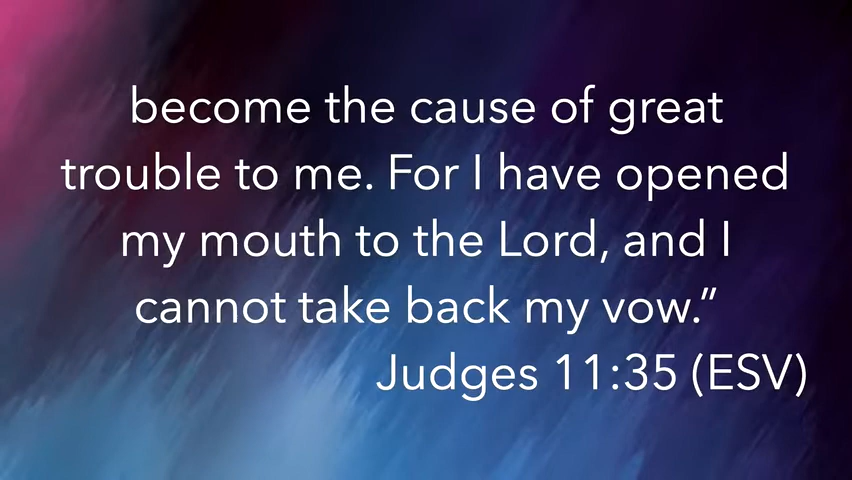 become the cause of great
trouble to me. For I have opened
my mouth to the Lord, and I
cannot take back my vow.”
Judges 11:35 (ESV)